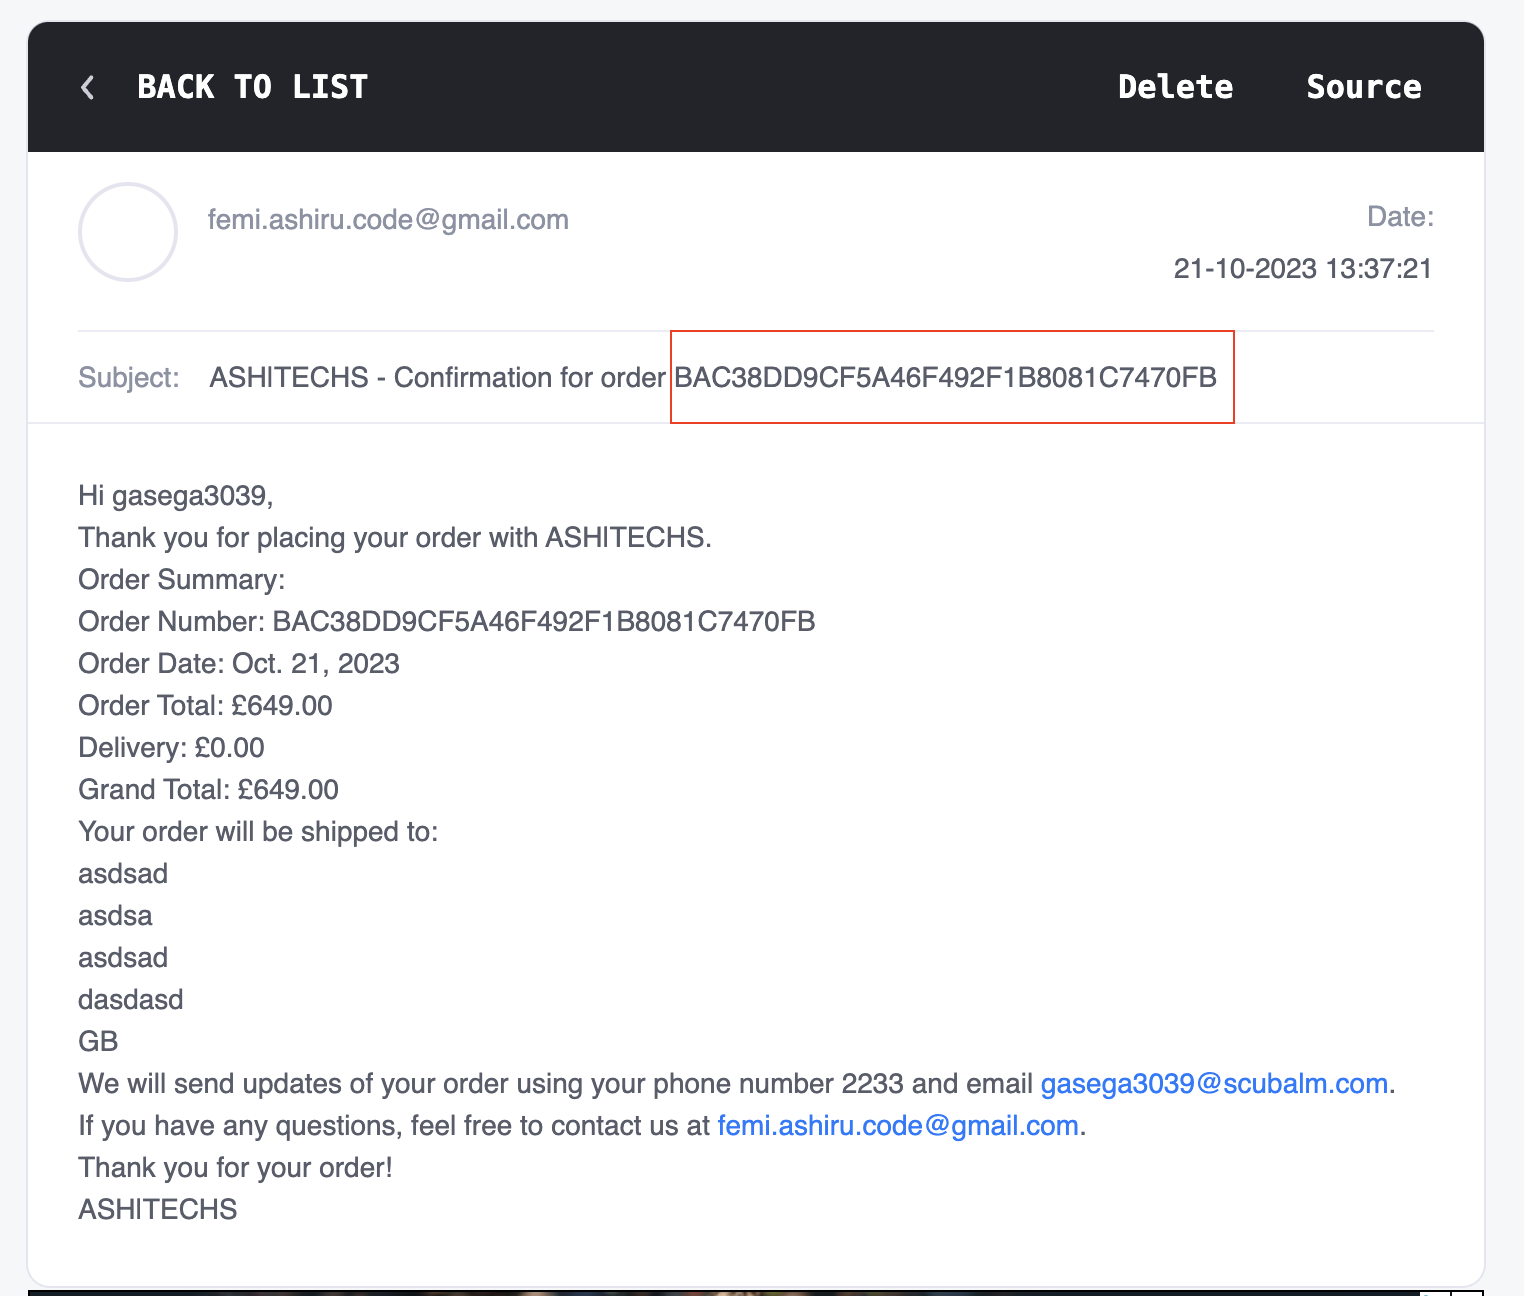 BACK TO LIST Delete Source
femi.ashiru.code@gmail.com
Date:
21-10-2023 13:37:21
Subject: ASHITECHS - Confirmation for order BAC38DD9CF5A46F492F1B8081C7470FB
Hi gasega3039,
Thank you for placing your order with ASHITECHS.
Order Summary:
Order Number: BAC38DD9CF5A46F492F1B8081C7470FB
Order Date: Oct. 21, 2023
Order Total: £649.00
Delivery: £0.00
Grand Total: £649.00
Your order will be shipped to:
asdsad
asdsa
asdsad
dasdasd
GB
We will send updates of your order using your phone number 2233 and email gasega3039@scubalm.com.
If you have any questions, feel free to contact us at femi.ashiru.code@gmail.com.
Thank you for your order!
ASHITECHS